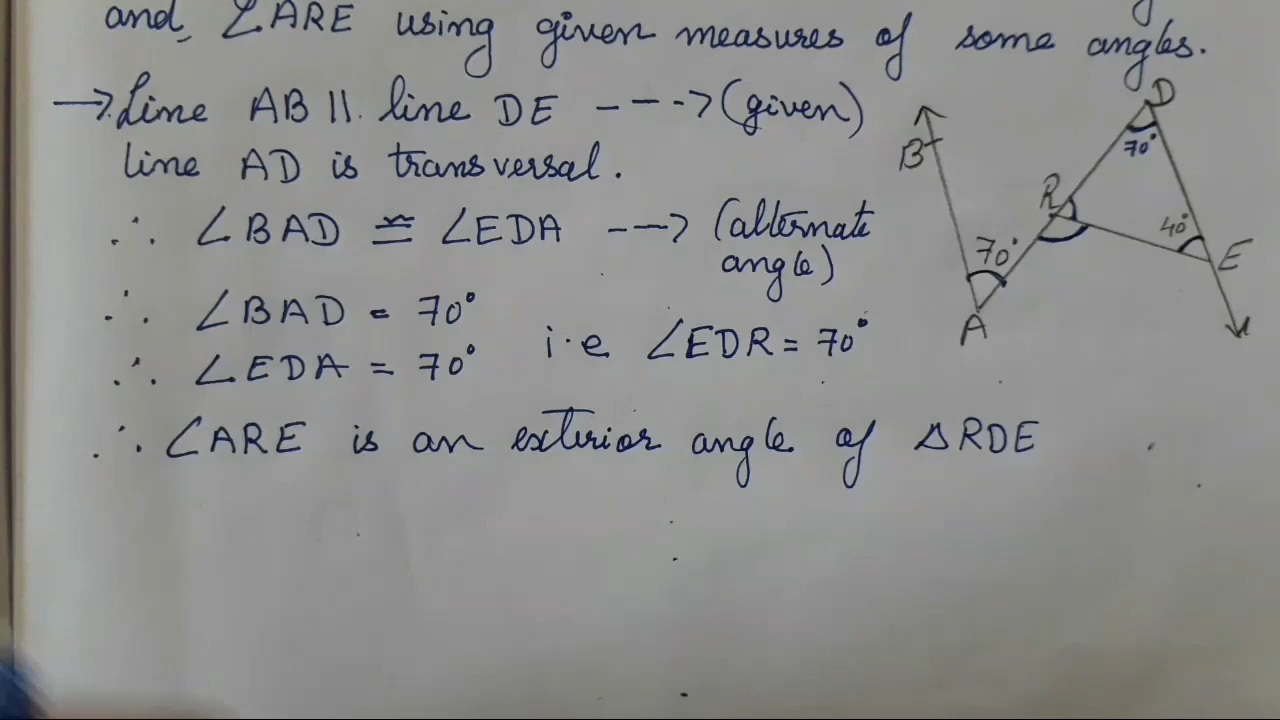 and, ∠ARE using given measures of some angles.
→ Line AB || line DE ----> (given)
line AD is transversal.
∴ ∠BAD ≅ ∠EDA ---> (alternate
angle)
∴ ∠BAD = 70°
∴ ∠EDA = 70° i.e ∠EDR = 70°
∴ ∠ARE is an exterior angle of △RDE
D
70°
B
R
40°
E
70°
A